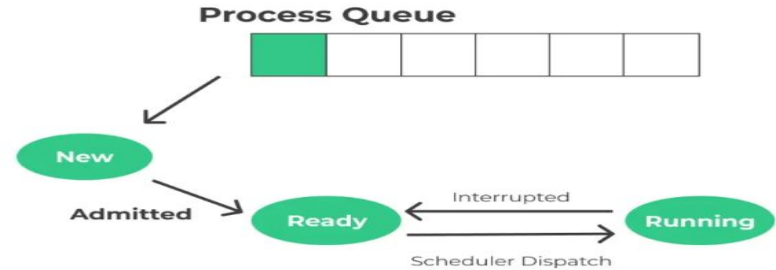 Process Queue
New
Admitted
Ready
Interrupted
Running
Scheduler Dispatch